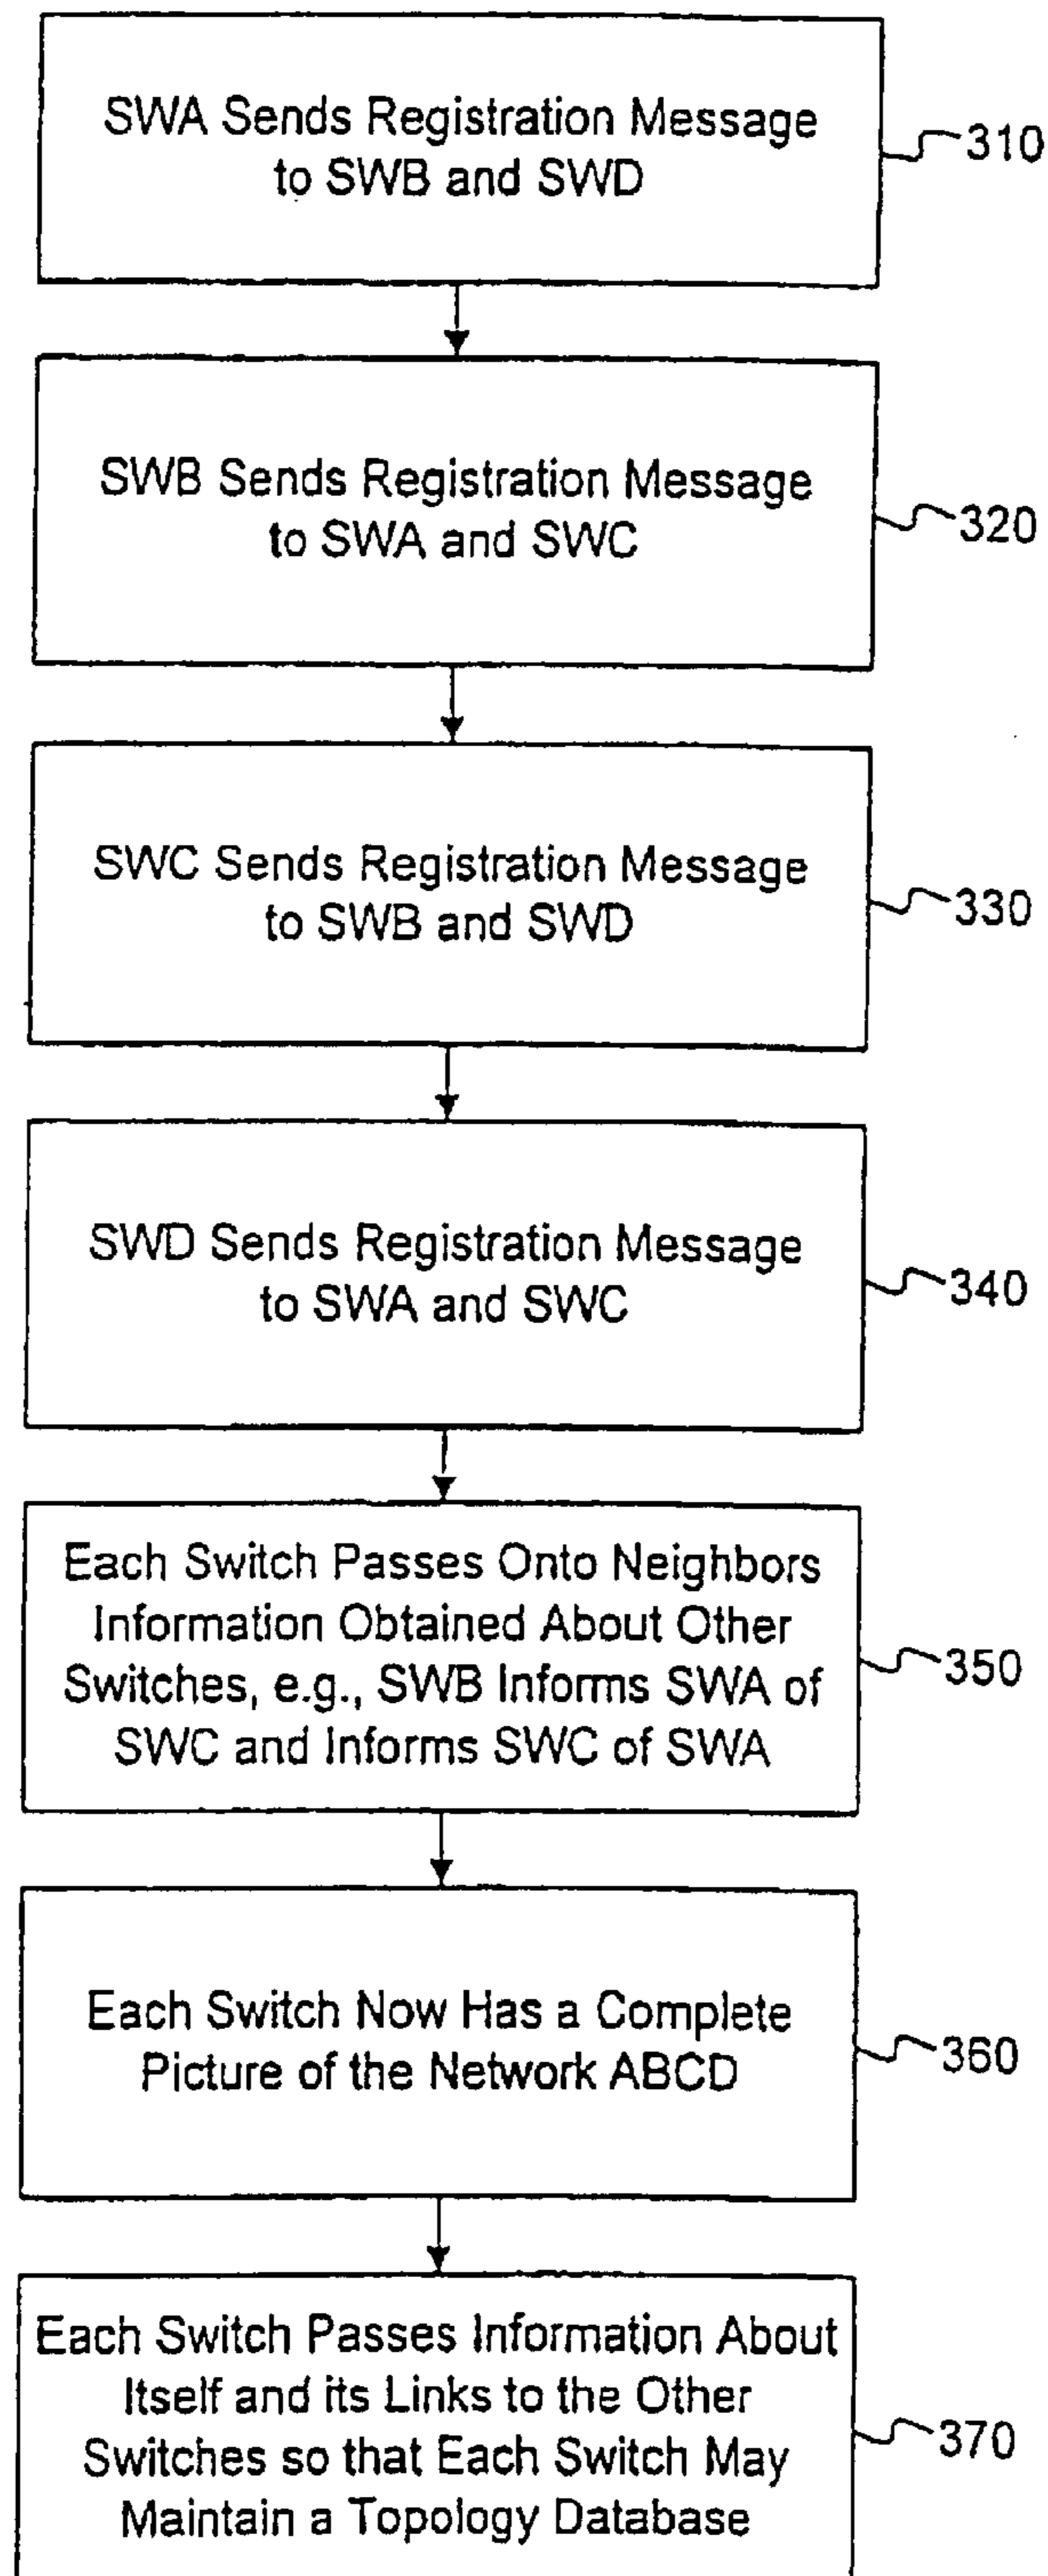 SWA Sends Registration Message
to SWB and SWD
310
SWB Sends Registration Message
to SWA and SWC
320
SWC Sends Registration Message
to SWB and SWD
330
SWD Sends Registration Message
to SWA and SWC
340
Each Switch Passes Onto Neighbors
Information Obtained About Other
Switches, e.g., SWB Informs SWA of
SWC and Informs SWC of SWA
350
Each Switch Now Has a Complete
Picture of the Network ABCD
360
Each Switch Passes Information About
Itself and its Links to the Other
Switches so that Each Switch May
Maintain a Topology Database
370